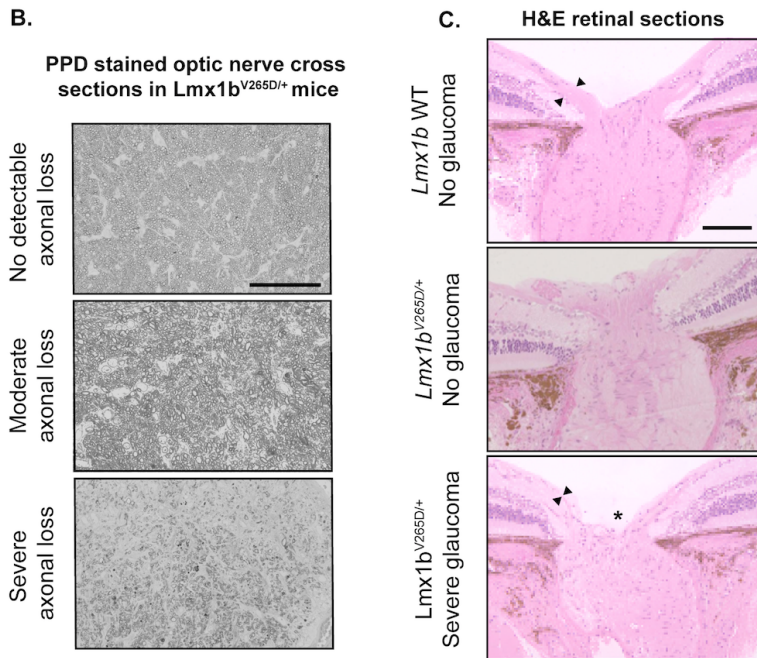 B.
PPD stained optic nerve cross
sections in Lmx1bV265D/+ mice
No detectable
axonal loss
Moderate
axonal loss
Severe
axonal loss
C.
H&E retinal sections
Lmx1b WT
No glaucoma
Lmx1bV265D/+
No glaucoma
*
Lmx1bV265D/+
Severe glaucoma